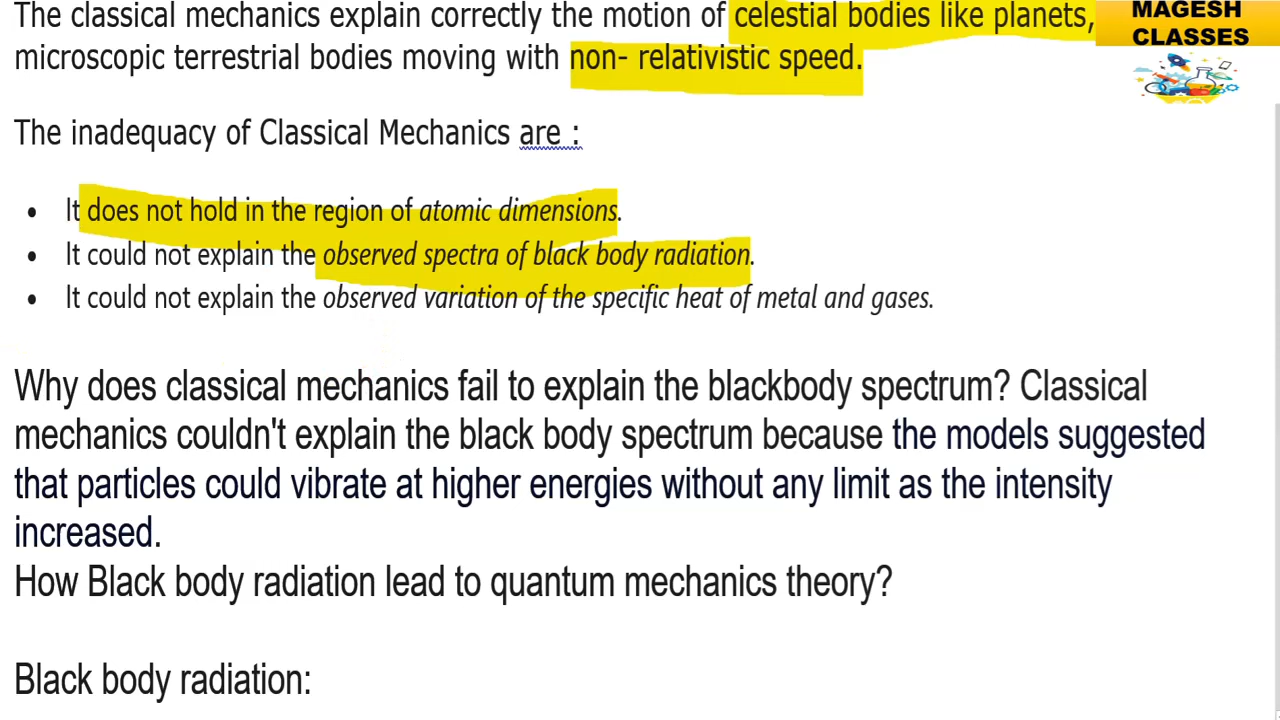 The classical mechanics explain correctly the motion of celestial bodies like planets,
microscopic terrestrial bodies moving with non- relativistic speed.
MAGESH
CLASSES
The inadequacy of Classical Mechanics are :
• It does not hold in the region of atomic dimensions.
• It could not explain the observed spectra of black body radiation.
• It could not explain the observed variation of the specific heat of metal and gases.
Why does classical mechanics fail to explain the blackbody spectrum? Classical
mechanics couldn't explain the black body spectrum because the models suggested
that particles could vibrate at higher energies without any limit as the intensity
increased.
How Black body radiation lead to quantum mechanics theory?
Black body radiation: